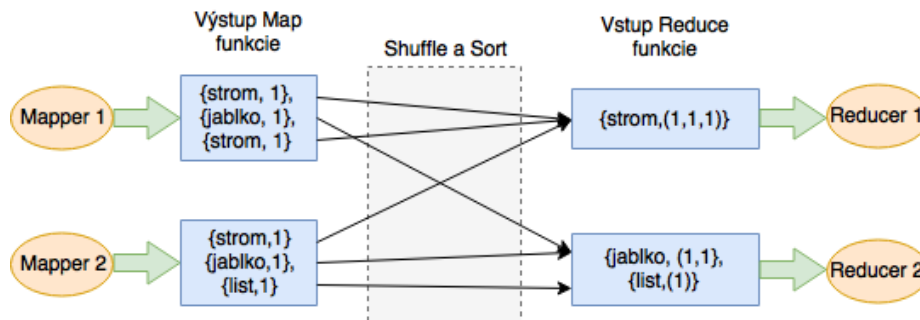 Výstup Map
funkcie
Shuffle a Sort
Vstup Reduce
funkcie
Mapper 1
{strom, 1},
{jablko, 1},
{strom, 1}
{strom,(1,1,1)}
Reducer 1
Mapper 2
{strom,1}
{jablko,1},
{list,1}
{jablko, (1,1},
{list,(1)}
Reducer 2